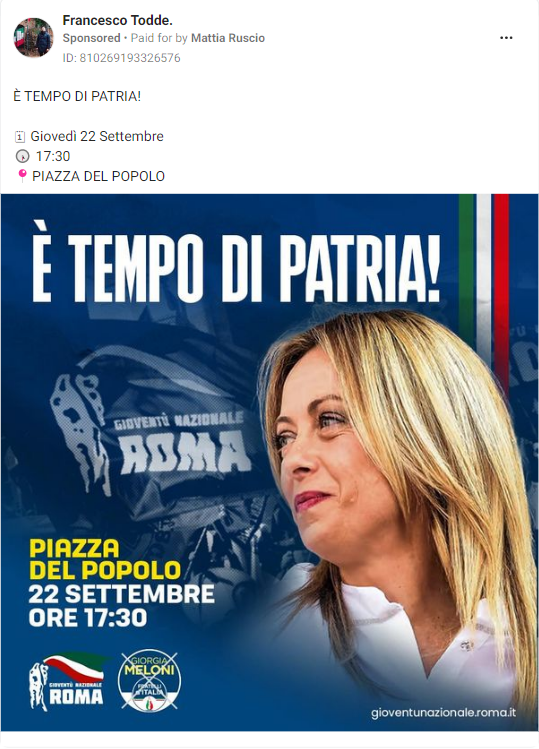 Francesco Todde.
Sponsored • Paid for by Mattia Ruscio
ID: 810269193326576
È TEMPO DI PATRIA!
Giovedì 22 Settembre
17:30
PIAZZA DEL POPOLO
È TEMPO DI PATRIA!
GIOVENTÙ NAZIONALE
ROMA
PIAZZA
DEL POPOLO
22 SETTEMBRE
ORE 17:30
GIOVENTÙ NAZIONALE
ROMA
GIORGIA
MELONI
FRATELLI
d'ITALIA
gioventunazionale.roma.it